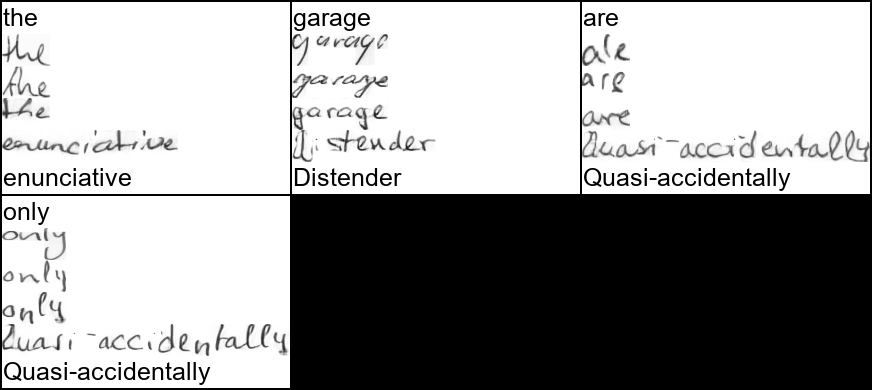 the
the
the
the
enunciative
enunciative
garage
garage
garage
garage
Distender
Distender
are
are
are
are
Quasi-accidentally
Quasi-accidentally
only
only
only
only
Quasi-accidentally
Quasi-accidentally